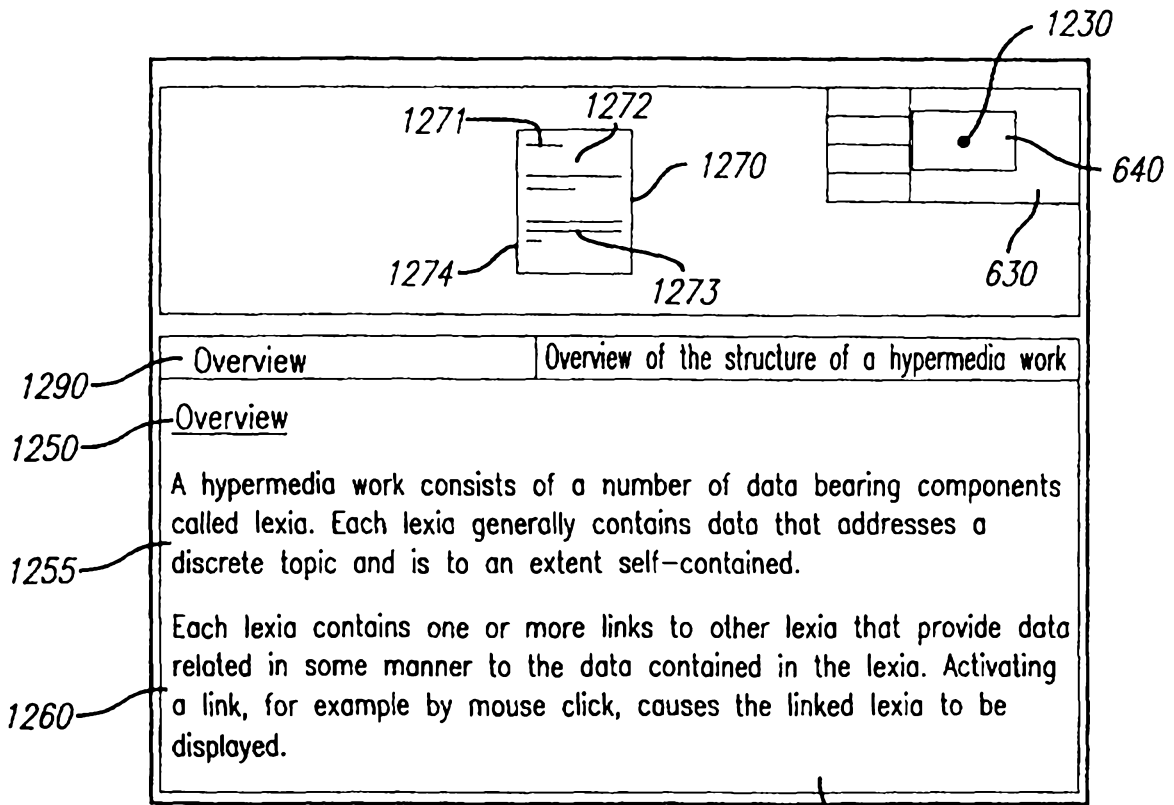 1230
1271
1272
1270
640
1274
1273
630
1290
Overview
Overview of the structure of a hypermedia work
1250
Overview
A hypermedia work consists of a number of data bearing components
called lexia. Each lexia generally contains data that addresses a
1255
discrete topic and is to an extent self-contained.
Each lexia contains one or more links to other lexia that provide data
related in some manner to the data contained in the lexia. Activating
1260
a link, for example by mouse click, causes the linked lexia to be
displayed.